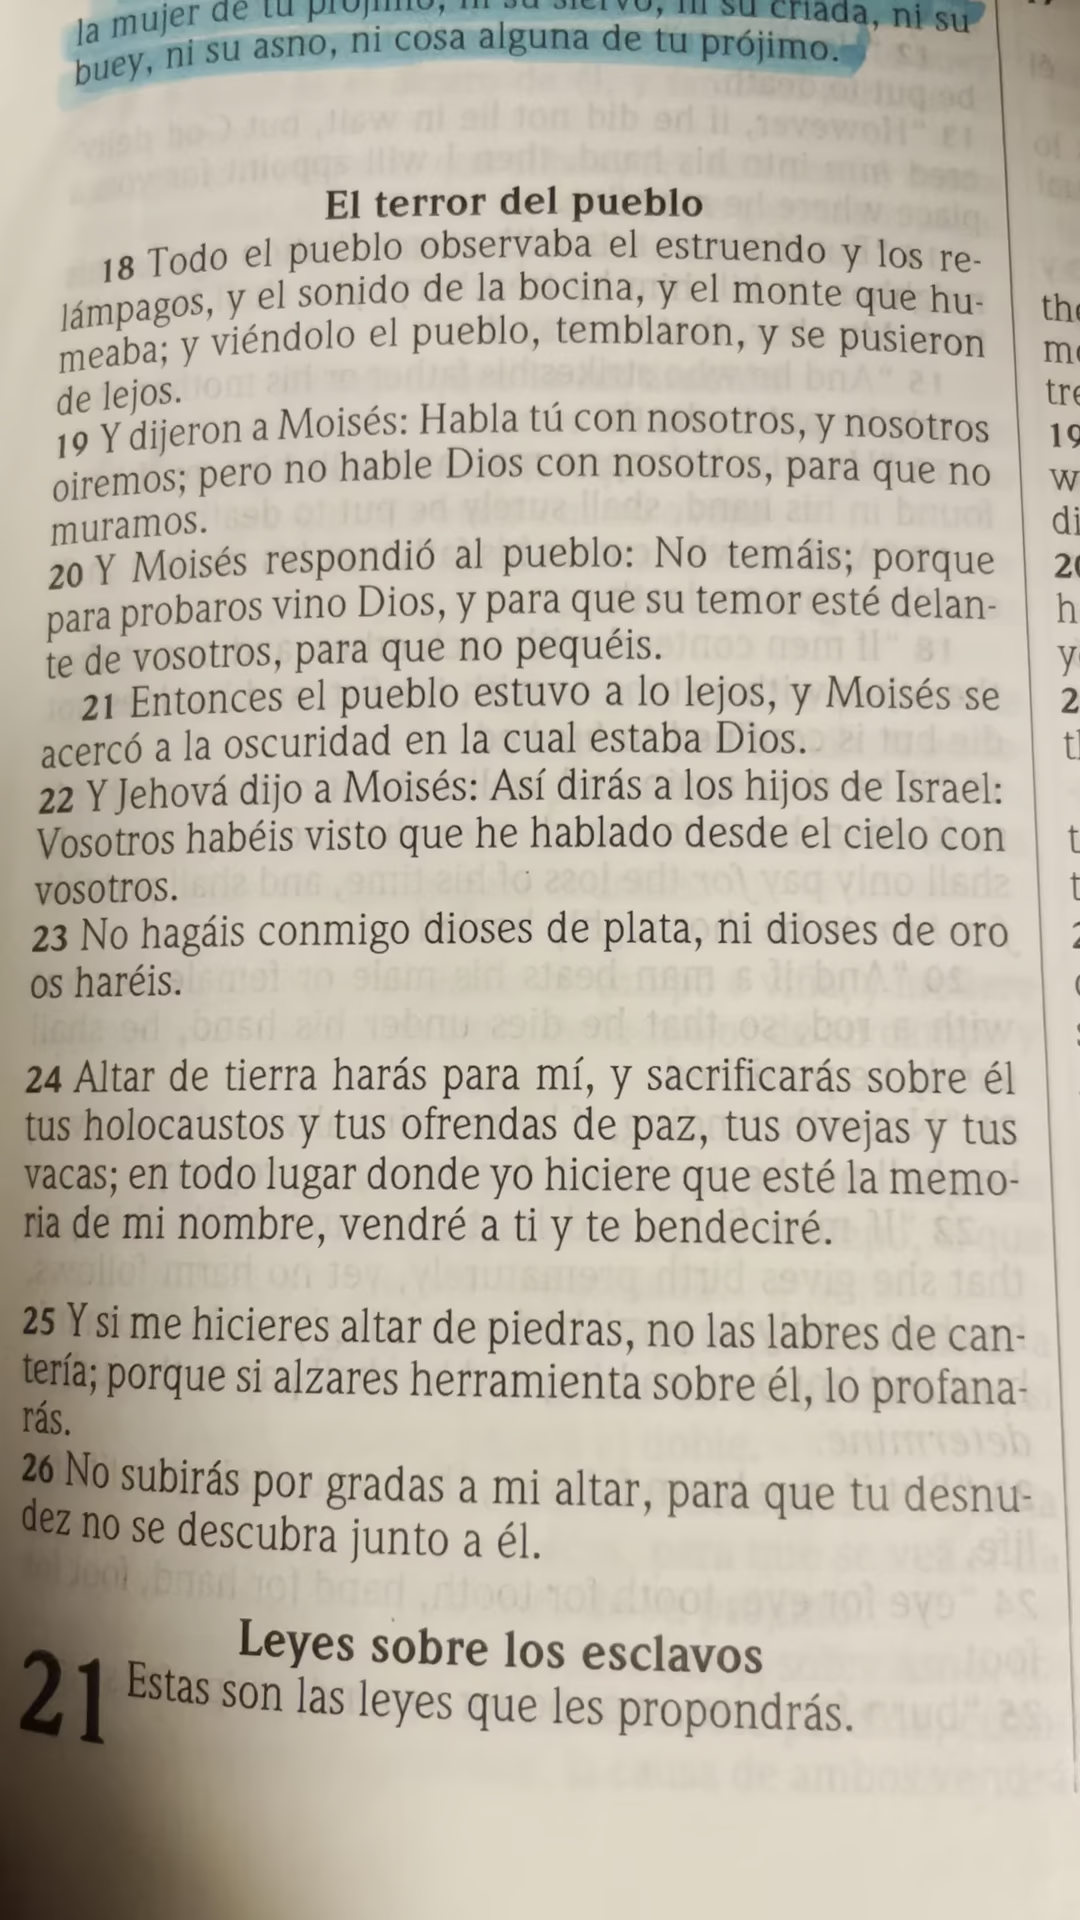 la mujer de tu prójimo, ni su siervo, ni su criada, ni su
buey, ni su asno, ni cosa alguna de tu prójimo.
El terror del pueblo
18 Todo el pueblo observaba el estruendo y los re-
lámpagos, y el sonido de la bocina, y el monte que hu-
meaba; y viéndolo el pueblo, temblaron, y se pusieron
de lejos.
19 Y dijeron a Moisés: Habla tú con nosotros, y nosotros
oiremos; pero no hable Dios con nosotros, para que no
muramos.
20 Y Moisés respondió al pueblo: No temáis; porque
para probaros vino Dios, y para que su temor esté delan-
te de vosotros, para que no pequéis.
21 Entonces el pueblo estuvo a lo lejos, y Moisés se
acercó a la oscuridad en la cual estaba Dios.
22 Y Jehová dijo a Moisés: Así dirás a los hijos de Israel:
Vosotros habéis visto que he hablado desde el cielo con
vosotros.
23 No hagáis conmigo dioses de plata, ni dioses de oro
os haréis.
24 Altar de tierra harás para mí, y sacrificarás sobre él
tus holocaustos y tus ofrendas de paz, tus ovejas y tus
vacas; en todo lugar donde yo hiciere que esté la memo-
ria de mi nombre, vendré a ti y te bendeciré.
25 Y si me hicieres altar de piedras, no las labres de can-
tería; porque si alzares herramienta sobre él, lo profana-
rás.
26 No subirás por gradas a mi altar, para que tu desnu-
dez no se descubra junto a él.
Leyes sobre los esclavos
21 Estas son las leyes que les propondrás.